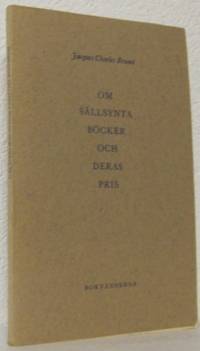 Jacques Charles Brunet
OM
SÄLLSYNTA
BÖCKER
OCH
DERAS
PRIS
BOKVÄNNERNA